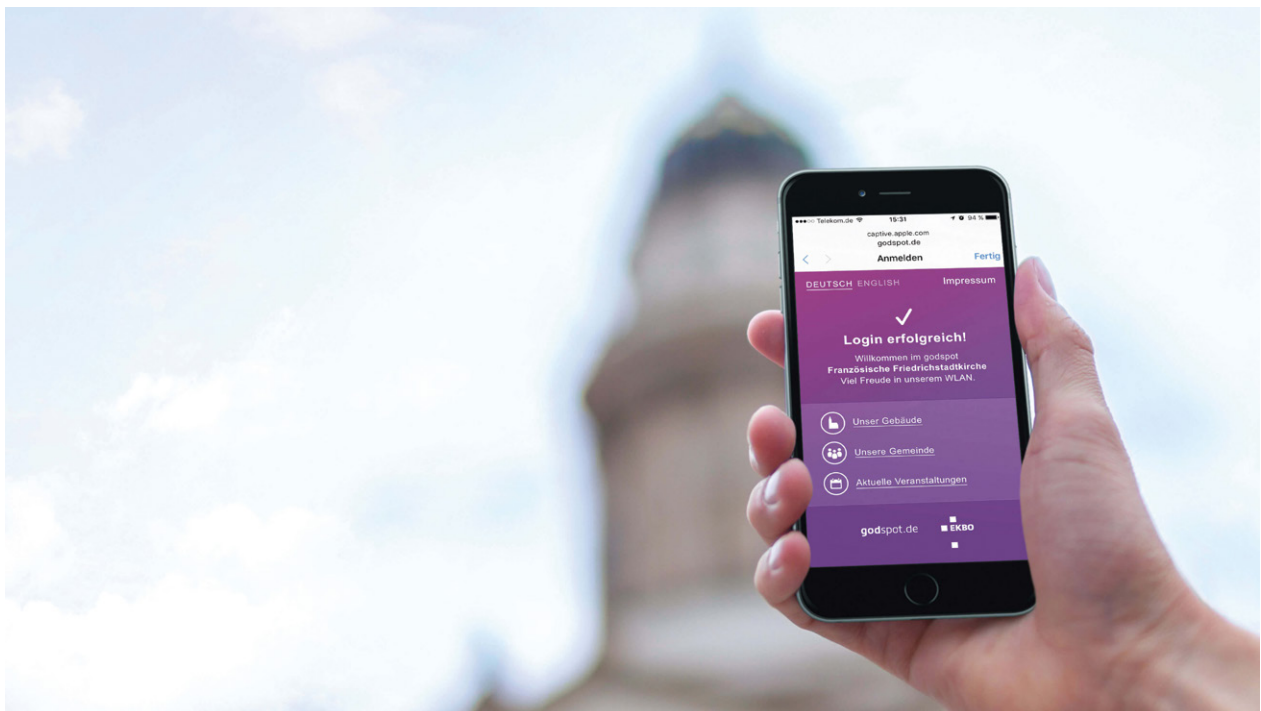 Telekom.de 15:31 94 %
captive.apple.com
godspot.de
Anmelden Fertig
DEUTSCH ENGLISH Impressum
Login erfolgreich!
Willkommen im godspot
Französische Friedrichstadtkirche
Viel Freude in unserem WLAN.
Unser Gebäude
Unsere Gemeinde
Aktuelle Veranstaltungen
godspot.de EKBO